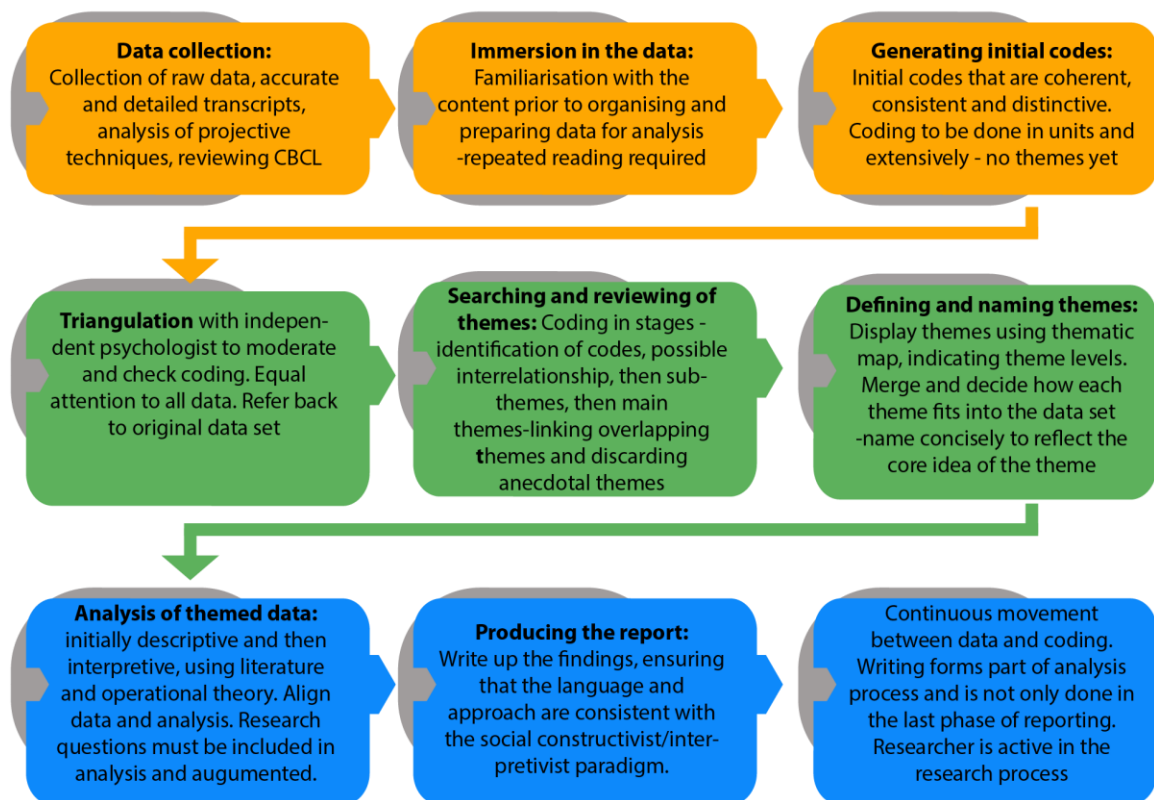 Data collection:
Collection of raw data, accurate
and detailed transcripts,
analysis of projective
techniques, reviewing CBCL
Immersion in the data:
Familiarisation with the
content prior to organising and
preparing data for analysis
-repeated reading required
Generating initial codes:
Initial codes that are coherent,
consistent and distinctive.
Coding to be done in units and
extensively - no themes yet
Triangulation with indepen-
dent psychologist to moderate
and check coding. Equal
attention to all data. Refer back
to original data set
Searching and reviewing of
themes: Coding in stages -
identification of codes, possible
interrelationship, then sub-
themes, then main
themes-linking overlapping
themes and discarding
anecdotal themes
Defining and naming themes:
Display themes using thematic
map, indicating theme levels.
Merge and decide how each
theme fits into the data set
-name concisely to reflect the
core idea of the theme
Analysis of themed data:
initially descriptive and then
interpretive, using literature
and operational theory. Align
data and analysis. Research
questions must be included in
analysis and augumented.
Producing the report:
Write up the findings, ensuring
that the language and
approach are consistent with
the social constructivist/inter-
pretivist paradigm.
Continuous movement
between data and coding.
Writing forms part of analysis
process and is not only done in
the last phase of reporting.
Researcher is active in the
research process